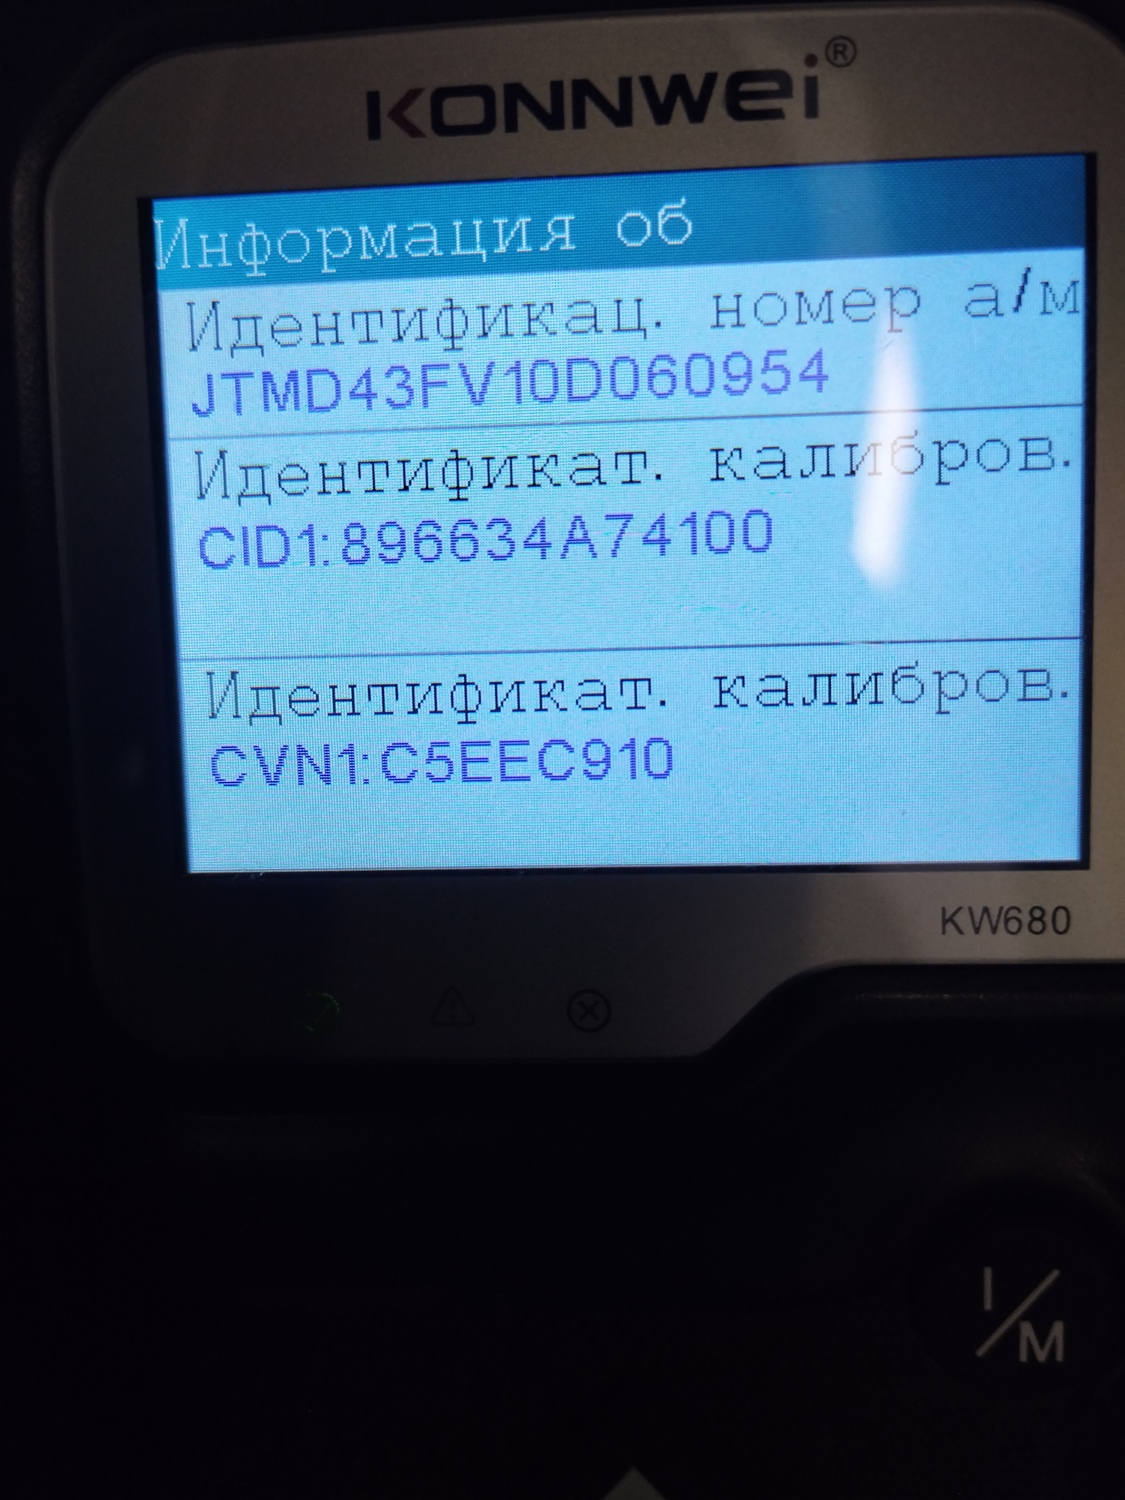 KONNWEI®
Информация об
Идентификац. номер а/м
JTMD43FV10D060954
Идентификат. калибров.
CID1:896634A74100
Идентификат. калибров.
CVN1:C5EEC910
KW680
I/M